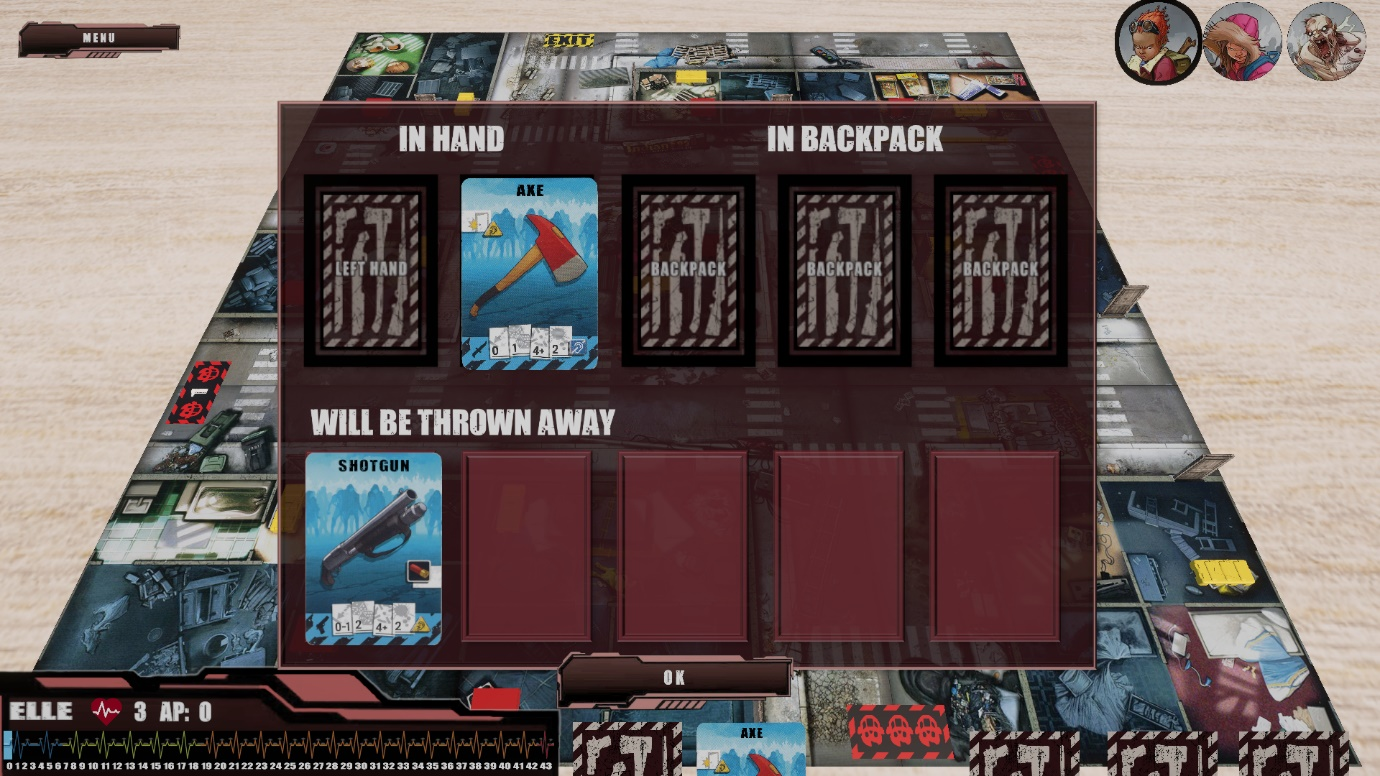 MENU
EXIT
IN HAND
IN BACKPACK
LEFT HAND
AXE
0 1 4+ 2
BACKPACK
BACKPACK
BACKPACK
WILL BE THROWN AWAY
SHOTGUN
0-1 2 4+ 2
OK
ELLE 3 AP: 0
0 1 2 3 4 5 6 7 8 9 10 11 12 13 14 15 16 17 18 19 20 21 22 23 24 25 26 27 28 29 30 31 32 33 34 35 36 37 38 39 40 41 42 43
AXE